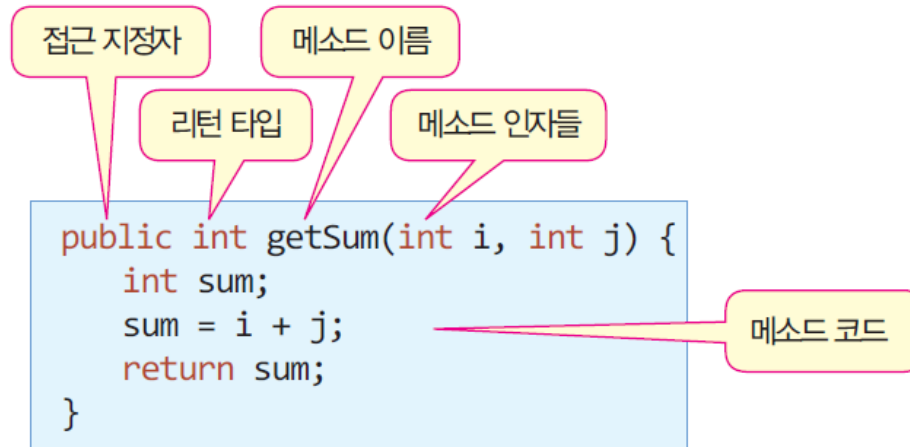 접근 지정자
메소드 이름
리턴 타입
메소드 인자들
public int getSum(int i, int j) {
int sum;
sum = i + j;
메소드 코드
return sum;
}